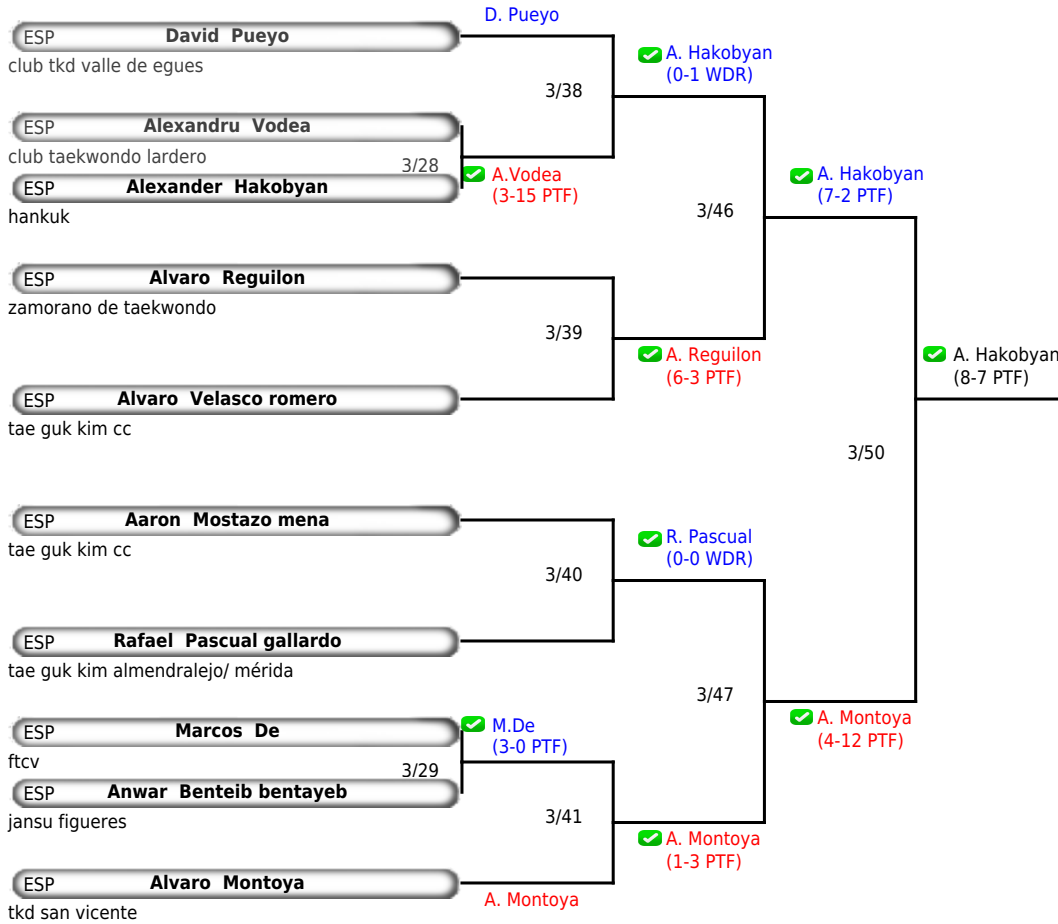 D. Pueyo
ESP David Pueyo
club tkd valle de egues
A. Hakobyan
(0-1 WDR)
3/38
ESP Alexandru Vodea
club taekwondo lardero
3/28
A.Vodea
(3-15 PTF)
ESP Alexander Hakobyan
hankuk
A. Hakobyan
(7-2 PTF)
3/46
ESP Alvaro Reguilon
zamorano de taekwondo
3/39
A. Reguilon
(6-3 PTF)
A. Hakobyan
(8-7 PTF)
ESP Alvaro Velasco romero
tae guk kim cc
3/50
ESP Aaron Mostazo mena
tae guk kim cc
R. Pascual
(0-0 WDR)
3/40
ESP Rafael Pascual gallardo
tae guk kim almendralejo/ mérida
3/47
ESP Marcos De
ftcv
M.De
(3-0 PTF)
A. Montoya
(4-12 PTF)
3/29
ESP Anwar Benteib bentayeb
jansu figueres
3/41
A. Montoya
(1-3 PTF)
ESP Alvaro Montoya
tkd san vicente
A. Montoya